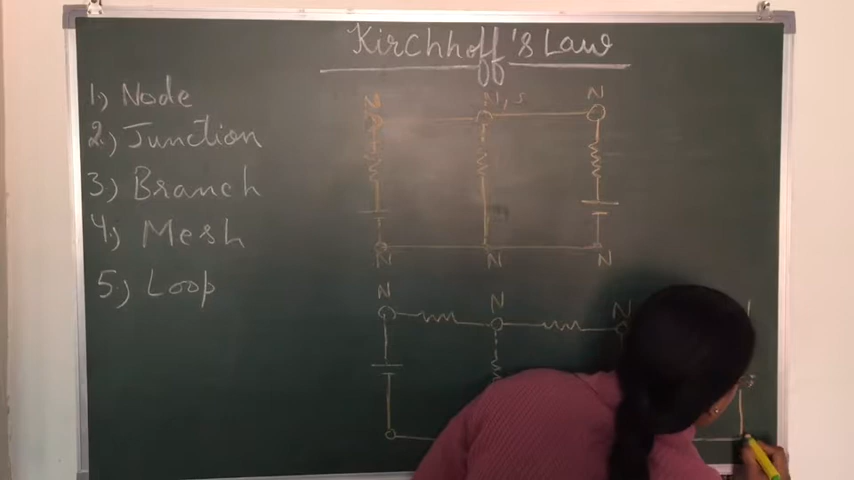 Kirchhoff's Law
1.) Node
2.) Junction
3.) Branch
4.) Mesh
5.) Loop
N N, N
N N N
N N N